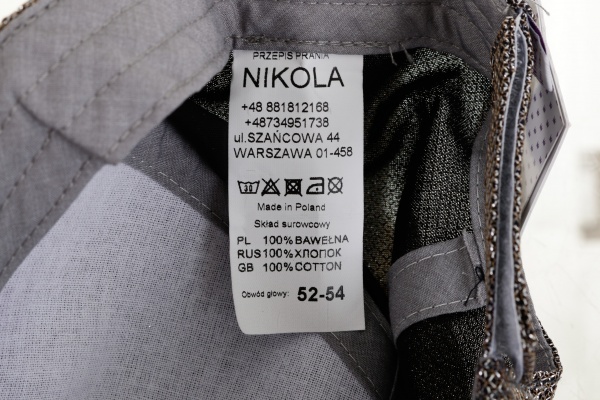 PRZEPIS PRANIA
NIKOLA
+48 881812168
+48734951738
ul.SZAŃCOWA 44
WARSZAWA 01-458
Made in Poland
Skład surowcowy
PL 100% BAWEŁNA
RUS 100% ХЛОПОК
GB 100% COTTON
Obwód głowy: 52-54